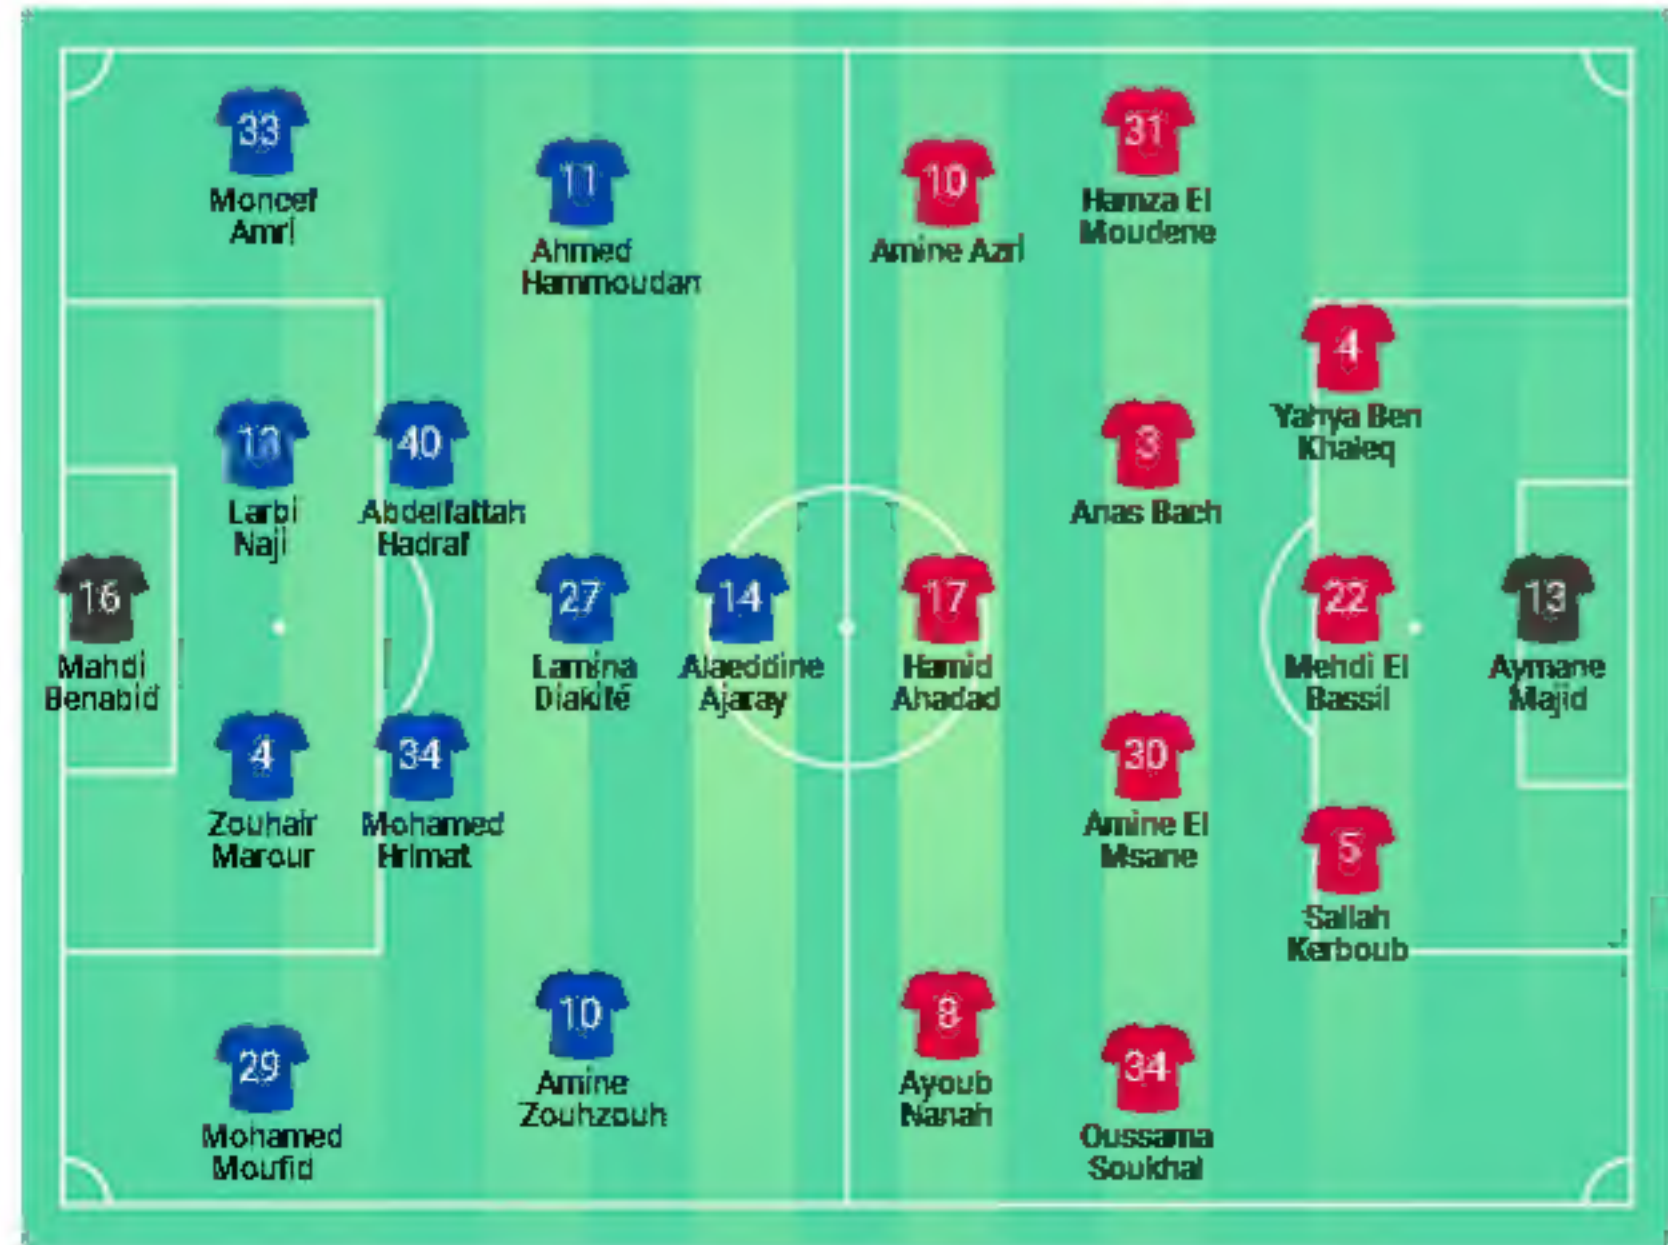 33
Moncef
Amri
11
Ahmed
Hammoudan
10
Amine Azri
31
Hamza El
Moudene
4
Yahya Ben
Khaleq
13
Larbi
Naji
40
Abdelfattah
Hadraf
3
Anas Bach
16
Mahdi
Benabid
27
Lamina
Diakité
14
Alaeddine
Ajaray
17
Hamid
Ahadad
22
Mehdi El
Bassil
13
Aymane
Majid
4
Zouhair
Marour
34
Mohamed
Hrimat
30
Amine El
Msane
5
Sallah
Kerboub
10
Amine
Zouhzouh
8
Ayoub
Nanah
29
Mohamed
Moufid
34
Oussama
Soukhal